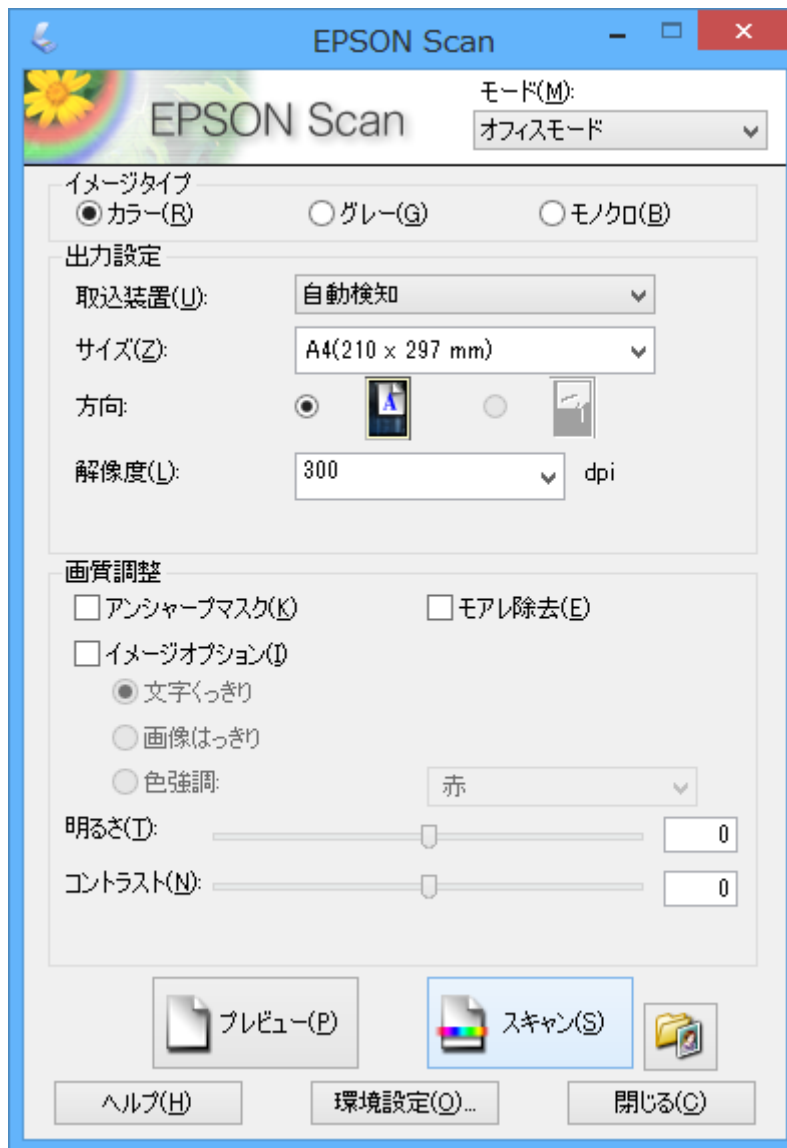 EPSON Scan
EPSON Scan
モード(M):
オフィスモード
イメージタイプ
カラー(R) グレー(G) モノクロ(B)
出力設定
取込装置(U): 自動検知
サイズ(Z): A4(210 x 297 mm)
方向: A
解像度(L): 300 dpi
画質調整
アンシャープマスク(K) モアレ除去(E)
イメージオプション(I)
文字くっきり
画像はっきり
色強調: 赤
明るさ(T): 0
コントラスト(N): 0
プレビュー(P) スキャン(S)
ヘルプ(H) 環境設定(O)... 閉じる(C)